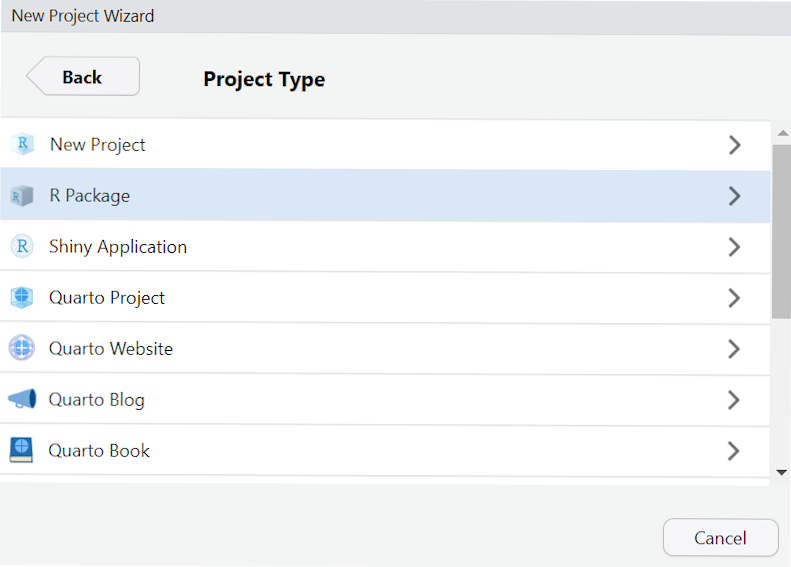 New Project Wizard
Back
Project Type
R New Project
R R Package
R Shiny Application
Quarto Project
Quarto Website
Quarto Blog
Quarto Book
Cancel